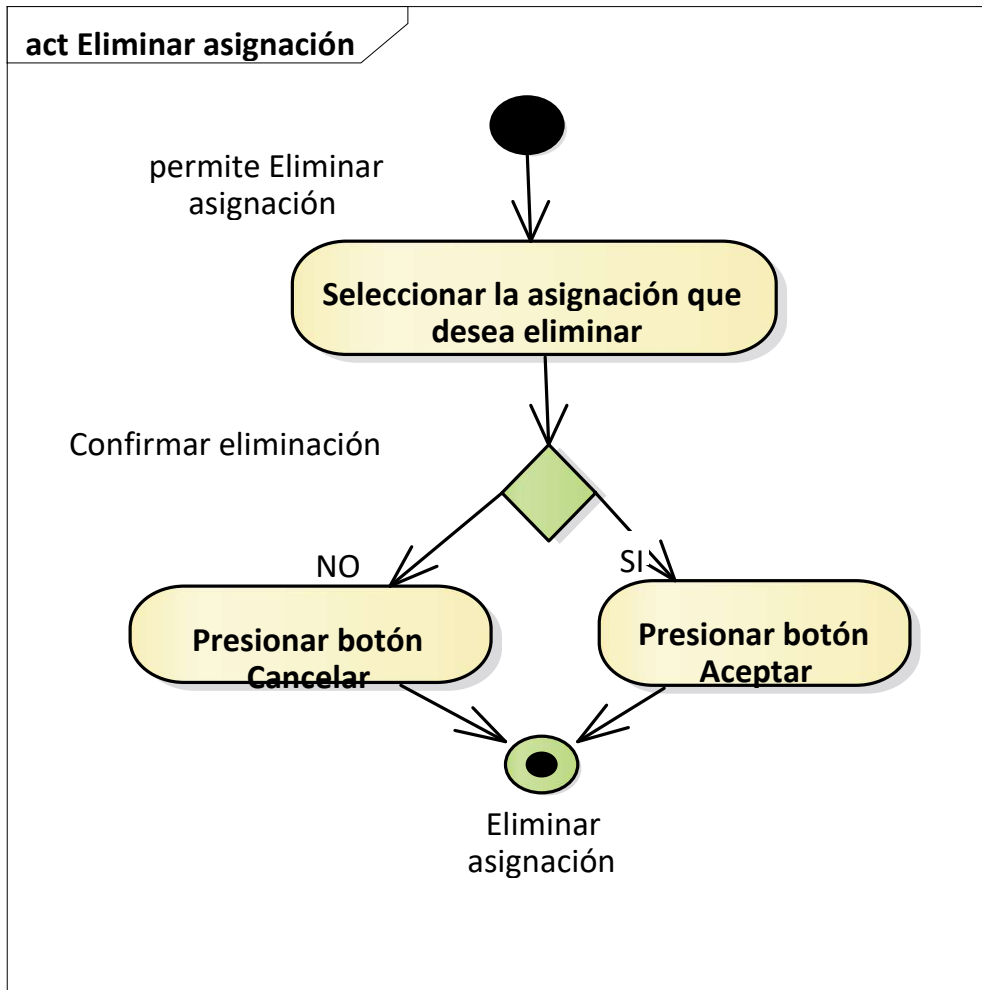 act Eliminar asignación
permite Eliminar
asignación
Seleccionar la asignación que
desea eliminar
Confirmar eliminación
NO
SI
Presionar botón
Cancelar
Presionar botón
Aceptar
Eliminar
asignación